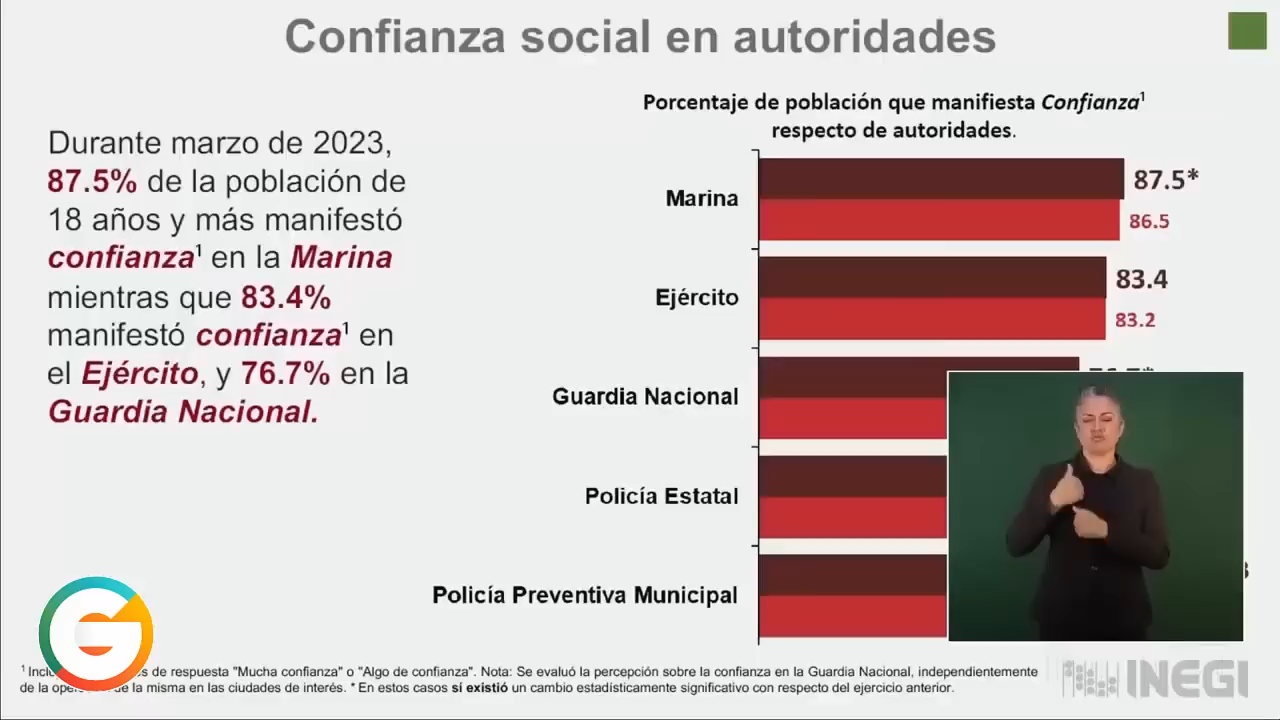 Confianza social en autoridades
Durante marzo de 2023,
87.5% de la población de
18 años y más manifestó
confianza¹ en la Marina
mientras que 83.4%
manifestó confianza¹ en
el Ejército, y 76.7% en la
Guardia Nacional.
Porcentaje de población que manifiesta Confianza¹
respecto de autoridades.
Marina
87.5*
86.5
Ejército
83.4
83.2
Guardia Nacional
Policía Estatal
Policía Preventiva Municipal
de respuesta "Mucha confianza" o "Algo de confianza". Nota: Se evaluó la percepción sobre la confianza en la Guardia Nacional, independientemente
de la misma en las ciudades de interés. * En estos casos sí existió un cambio estadísticamente significativo con respecto del ejercicio anterior.
G
INEGI